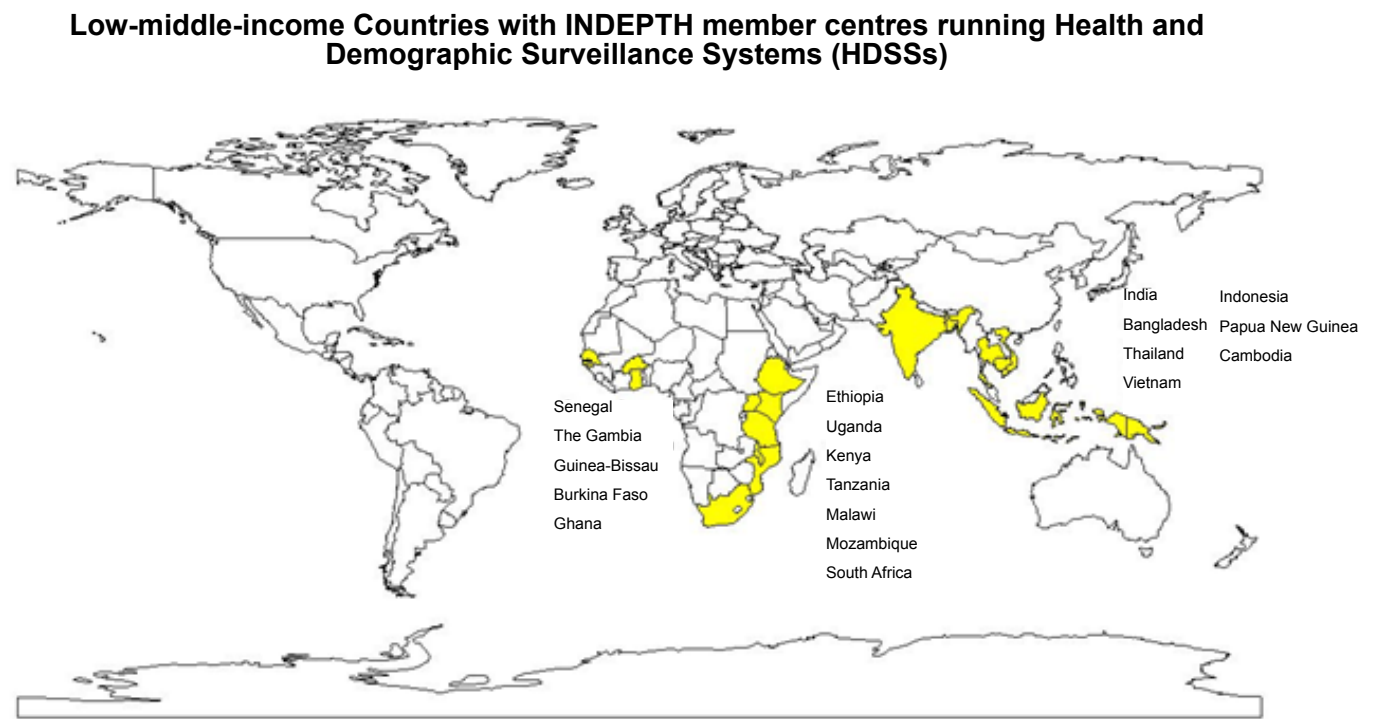 Low-middle-income Countries with INDEPTH member centres running Health and
Demographic Surveillance Systems (HDSSs)
Senegal
The Gambia
Guinea-Bissau
Burkina Faso
Ghana
Ethiopia
Uganda
Kenya
Tanzania
Malawi
Mozambique
South Africa
India
Bangladesh
Thailand
Vietnam
Indonesia
Papua New Guinea
Cambodia